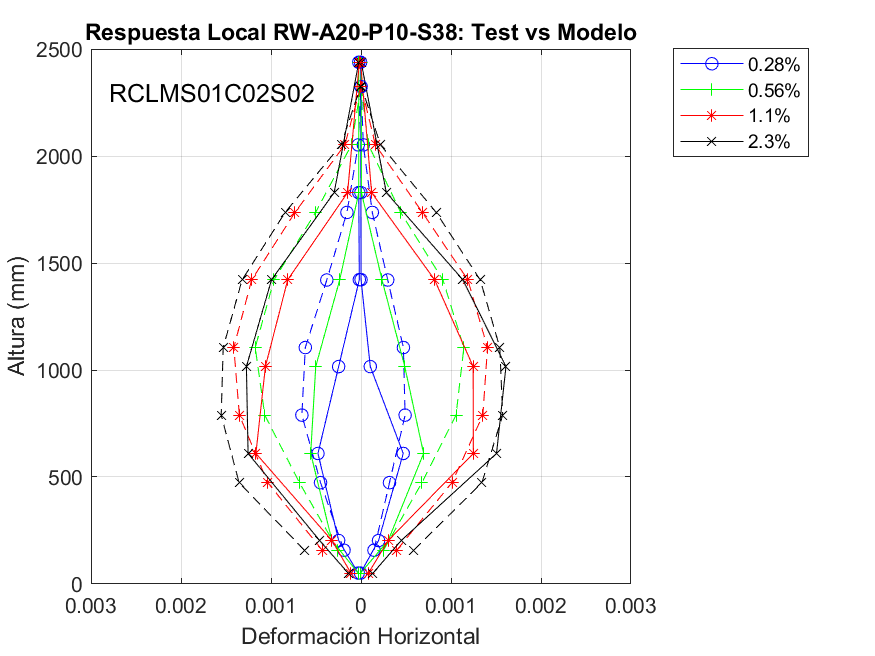 Respuesta Local RW-A20-P10-S38: Test vs Modelo
RCLMS01C02S02
0.28%
0.56%
1.1%
2.3%
Altura (mm)
2500
2000
1500
1000
500
0
0.003 0.002 0.001 0 0.001 0.002 0.003
Deformación Horizontal